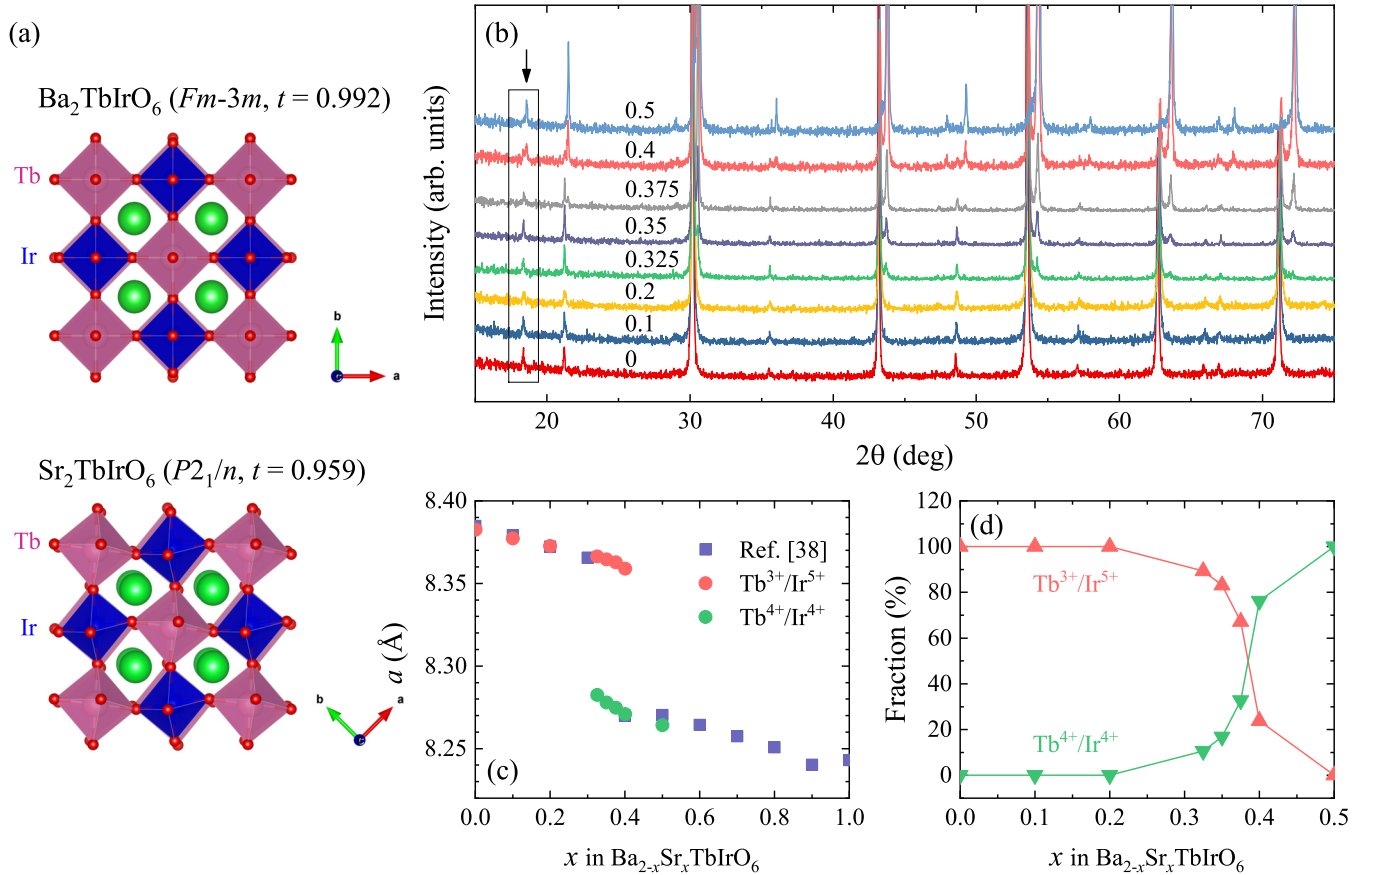 (a)
Ba₂TbIrO₆ (Fm-3m, t = 0.992)
Tb
Ir
b
a
Sr₂TbIrO₆ (P2₁/n, t = 0.959)
Tb
Ir
b
a
(b)
Intensity (arb. units)
0.5
0.4
0.375
0.35
0.325
0.2
0.1
0
20 30 40 50 60 70
2θ (deg)
8.40
8.35
8.30
8.25
a (Å)
Ref. [38]
Tb³⁺/Ir⁵⁺
Tb⁴⁺/Ir⁴⁺
(c)
0.0 0.2 0.4 0.6 0.8 1.0
x in Ba₂₋ₓSrₓTbIrO₆
120
100
80
60
40
20
0
Fraction (%)
(d)
Tb³⁺/Ir⁵⁺
Tb⁴⁺/Ir⁴⁺
0.0 0.1 0.2 0.3 0.4 0.5
x in Ba₂₋ₓSrₓTbIrO₆